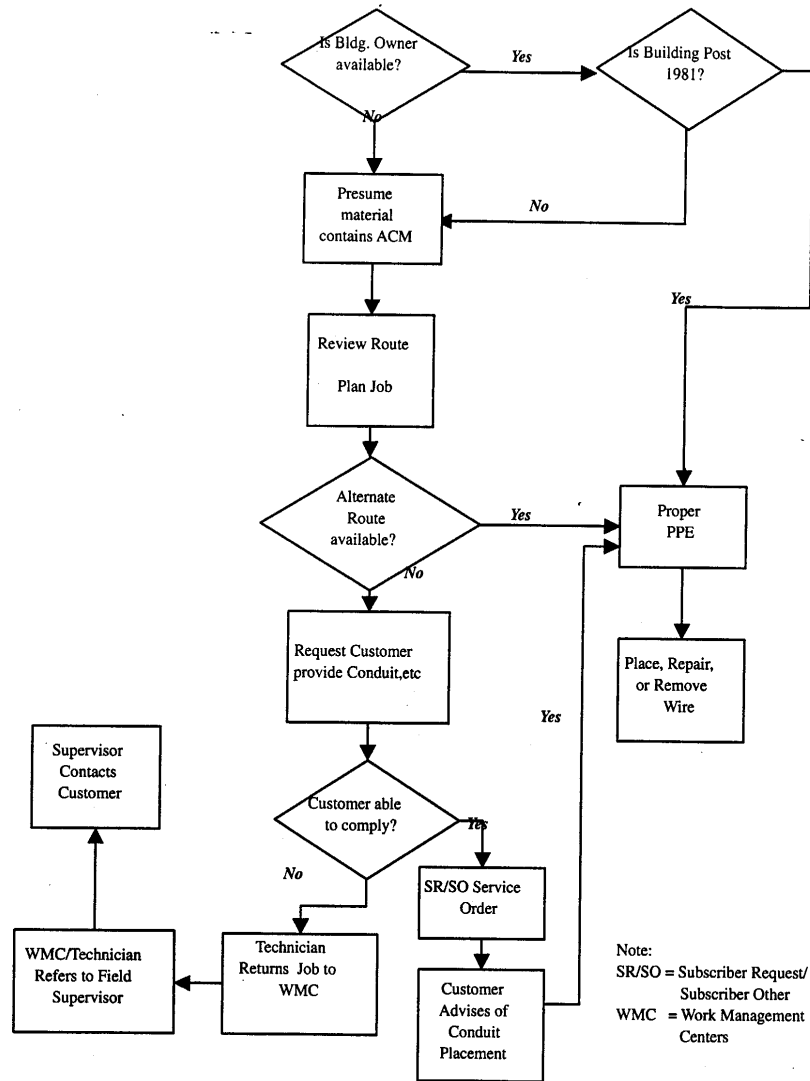 Is Bldg. Owner
available?
Yes
Is Building Post
1981?
No
Presume
material
contains ACM
No
Yes
Review Route
Plan Job
Alternate
Route
available?
Yes
Proper
PPE
No
Request Customer
provide Conduit,etc
Place, Repair,
or Remove
Wire
Yes
Supervisor
Contacts
Customer
Customer able
to comply?
Yes
No
SR/SO Service
Order
WMC/Technician
Refers to Field
Supervisor
Technician
Returns Job to
WMC
Customer
Advises of
Conduit
Placement
Note:
SR/SO = Subscriber Request/
Subscriber Other
WMC = Work Management
Centers